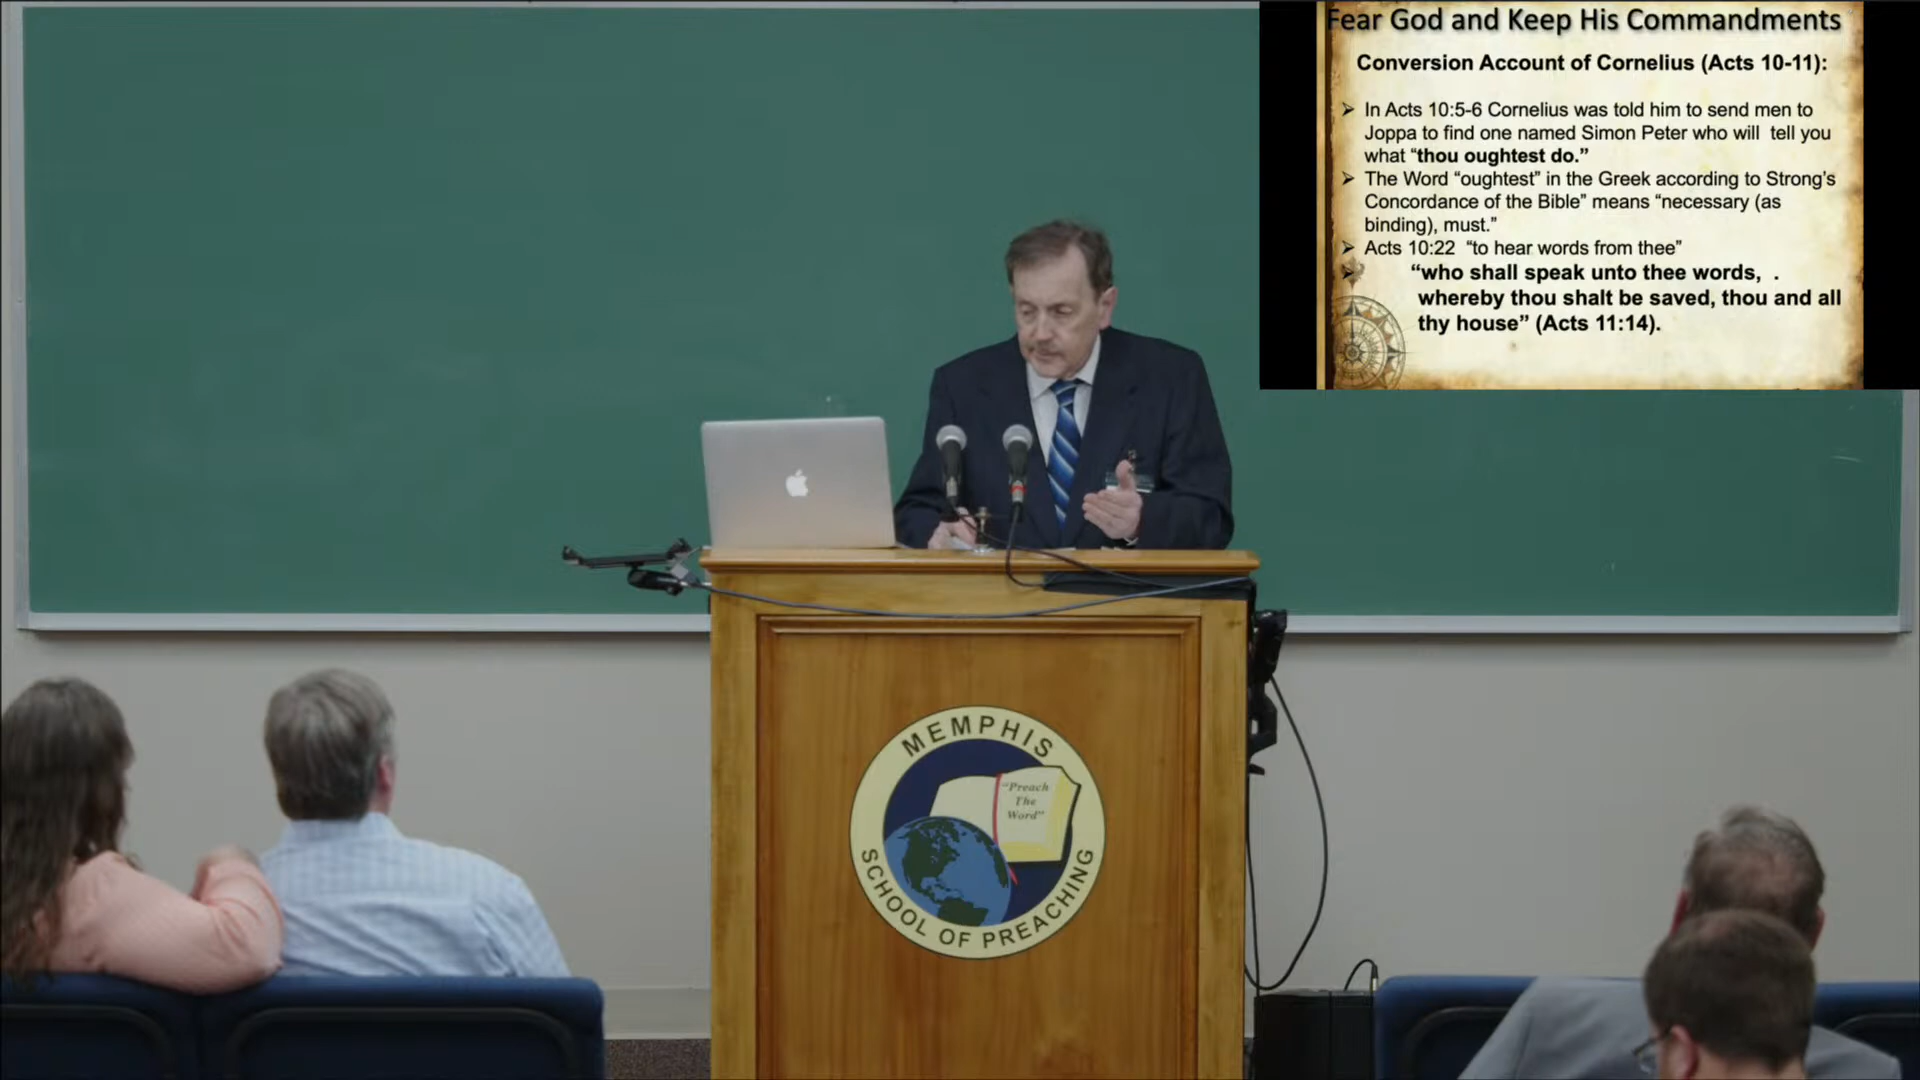 Fear God and Keep His Commandments
Conversion Account of Cornelius (Acts 10-11):
➢ In Acts 10:5-6 Cornelius was told him to send men to
Joppa to find one named Simon Peter who will tell you
what “thou oughtest do.”
➢ The Word “oughtest” in the Greek according to Strong’s
Concordance of the Bible” means “necessary (as
binding), must.”
➢ Acts 10:22 “to hear words from thee”
➢ “who shall speak unto thee words, .
whereby thou shalt be saved, thou and all
thy house” (Acts 11:14).
MEMPHIS
“Preach
The
Word”
SCHOOL OF PREACHING